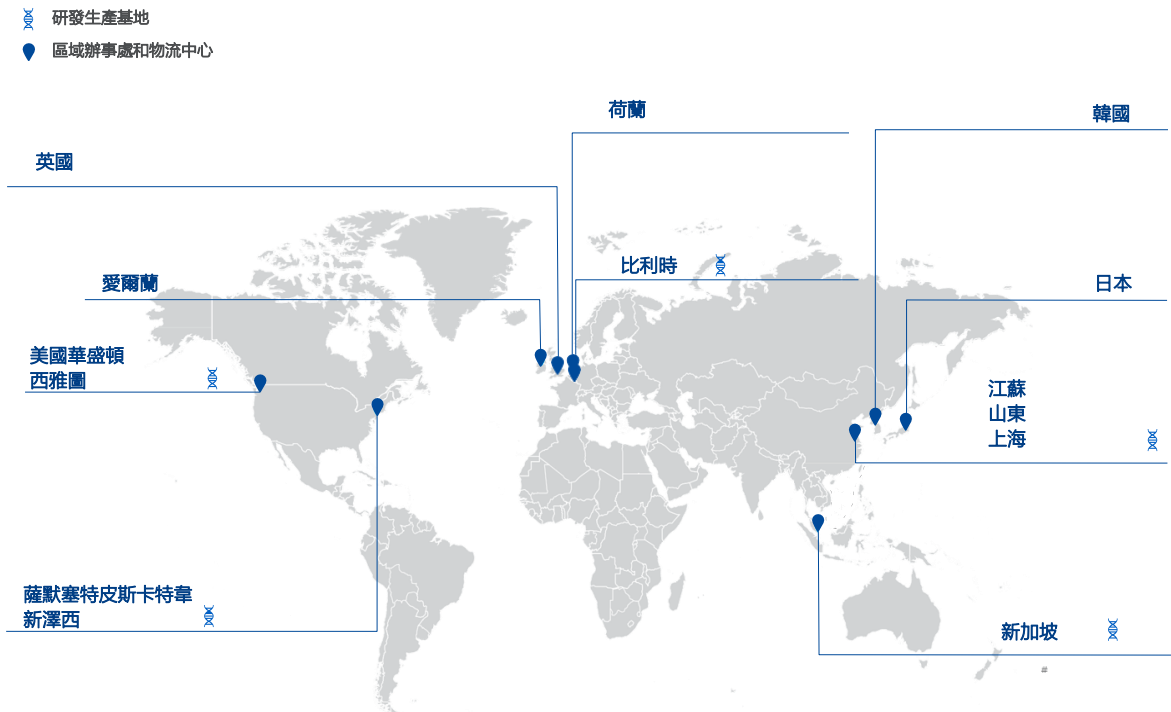 研發生產基地
區域辦事處和物流中心
荷蘭
韓國
英國
比利時
愛爾蘭
日本
美國華盛頓
西雅圖
江蘇
山東
上海
薩默塞特皮斯卡特韋
新澤西
新加坡
#